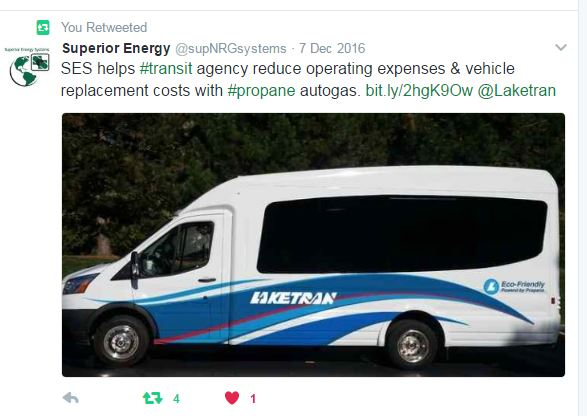 You Retweeted
Superior Energy Systems
Superior Energy @supNRGsystems · 7 Dec 2016
SES helps #transit agency reduce operating expenses & vehicle
replacement costs with #propane autogas. bit.ly/2hgK9Ow @Laketran
LAKETRAN
Eco-Friendly
Powered by Propane
4
1